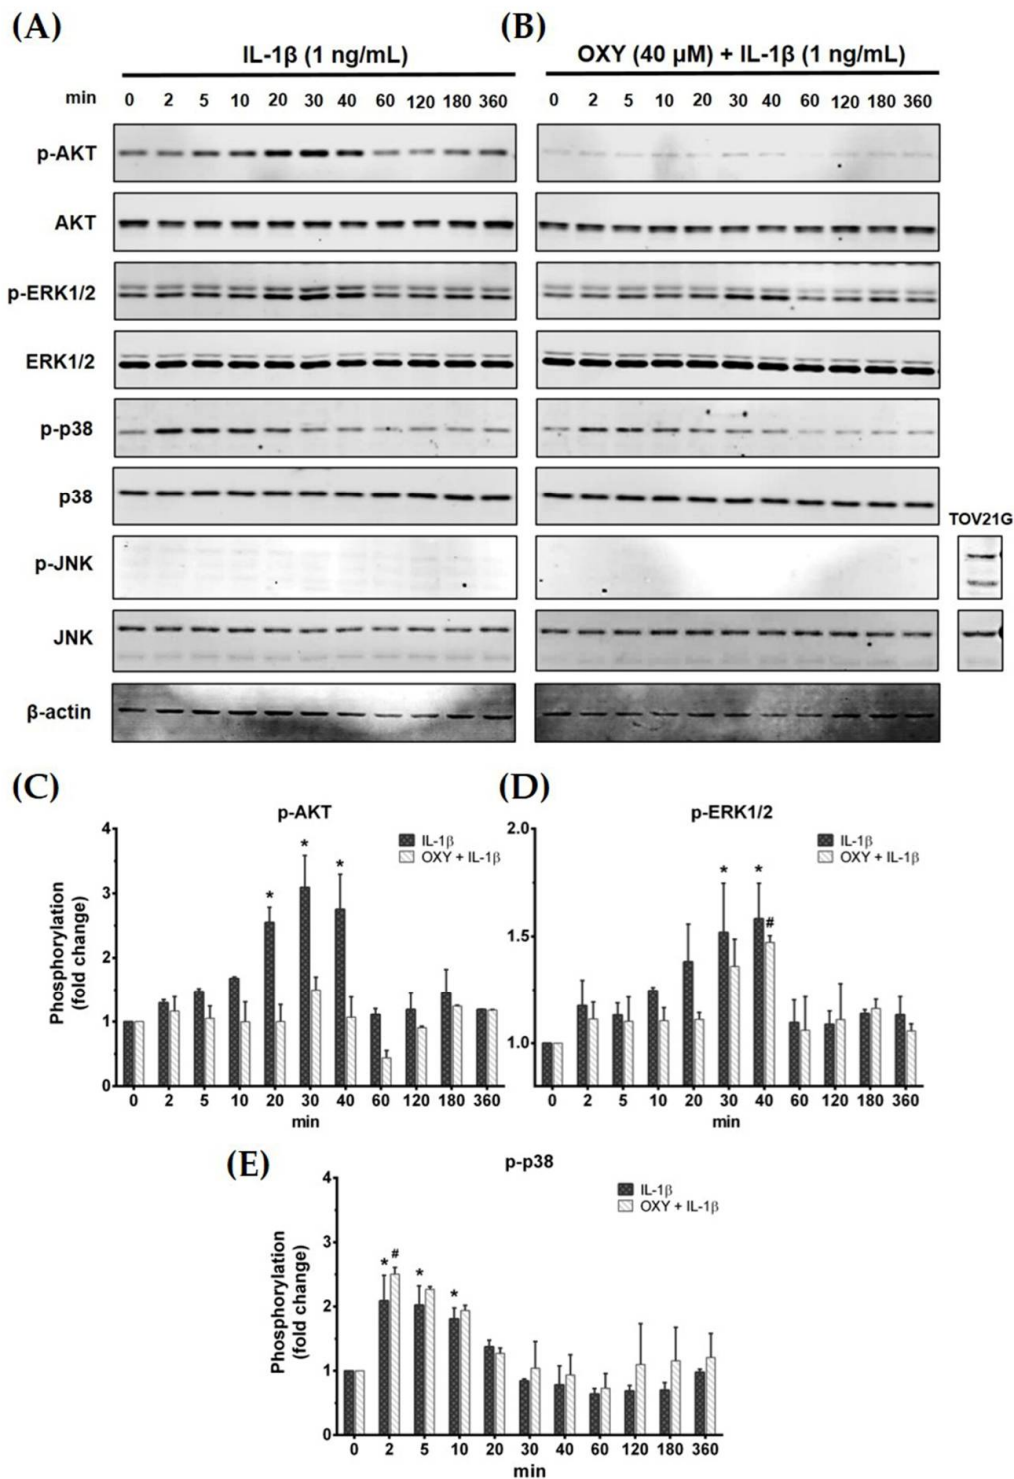 (A)
(B)
IL-1β (1 ng/mL)
OXY (40 µM) + IL-1β (1 ng/mL)
min 0 2 5 10 20 30 40 60 120 180 360
0 2 5 10 20 30 40 60 120 180 360
p-AKT
AKT
p-ERK1/2
ERK1/2
p-p38
p38
TOV21G
p-JNK
JNK
β-actin
(C)
p-AKT
IL-1β
OXY + IL-1β
Phosphorylation
(fold change)
4
3
2
1
0
0 2 5 10 20 30 40 60 120 180 360
min
* * *
(D)
p-ERK1/2
IL-1β
OXY + IL-1β
2.0
1.5
1.0
0 2 5 10 20 30 40 60 120 180 360
min
* * #
(E)
p-p38
IL-1β
OXY + IL-1β
Phosphorylation
(fold change)
4
3
2
1
0
0 2 5 10 20 30 40 60 120 180 360
min
* # * *